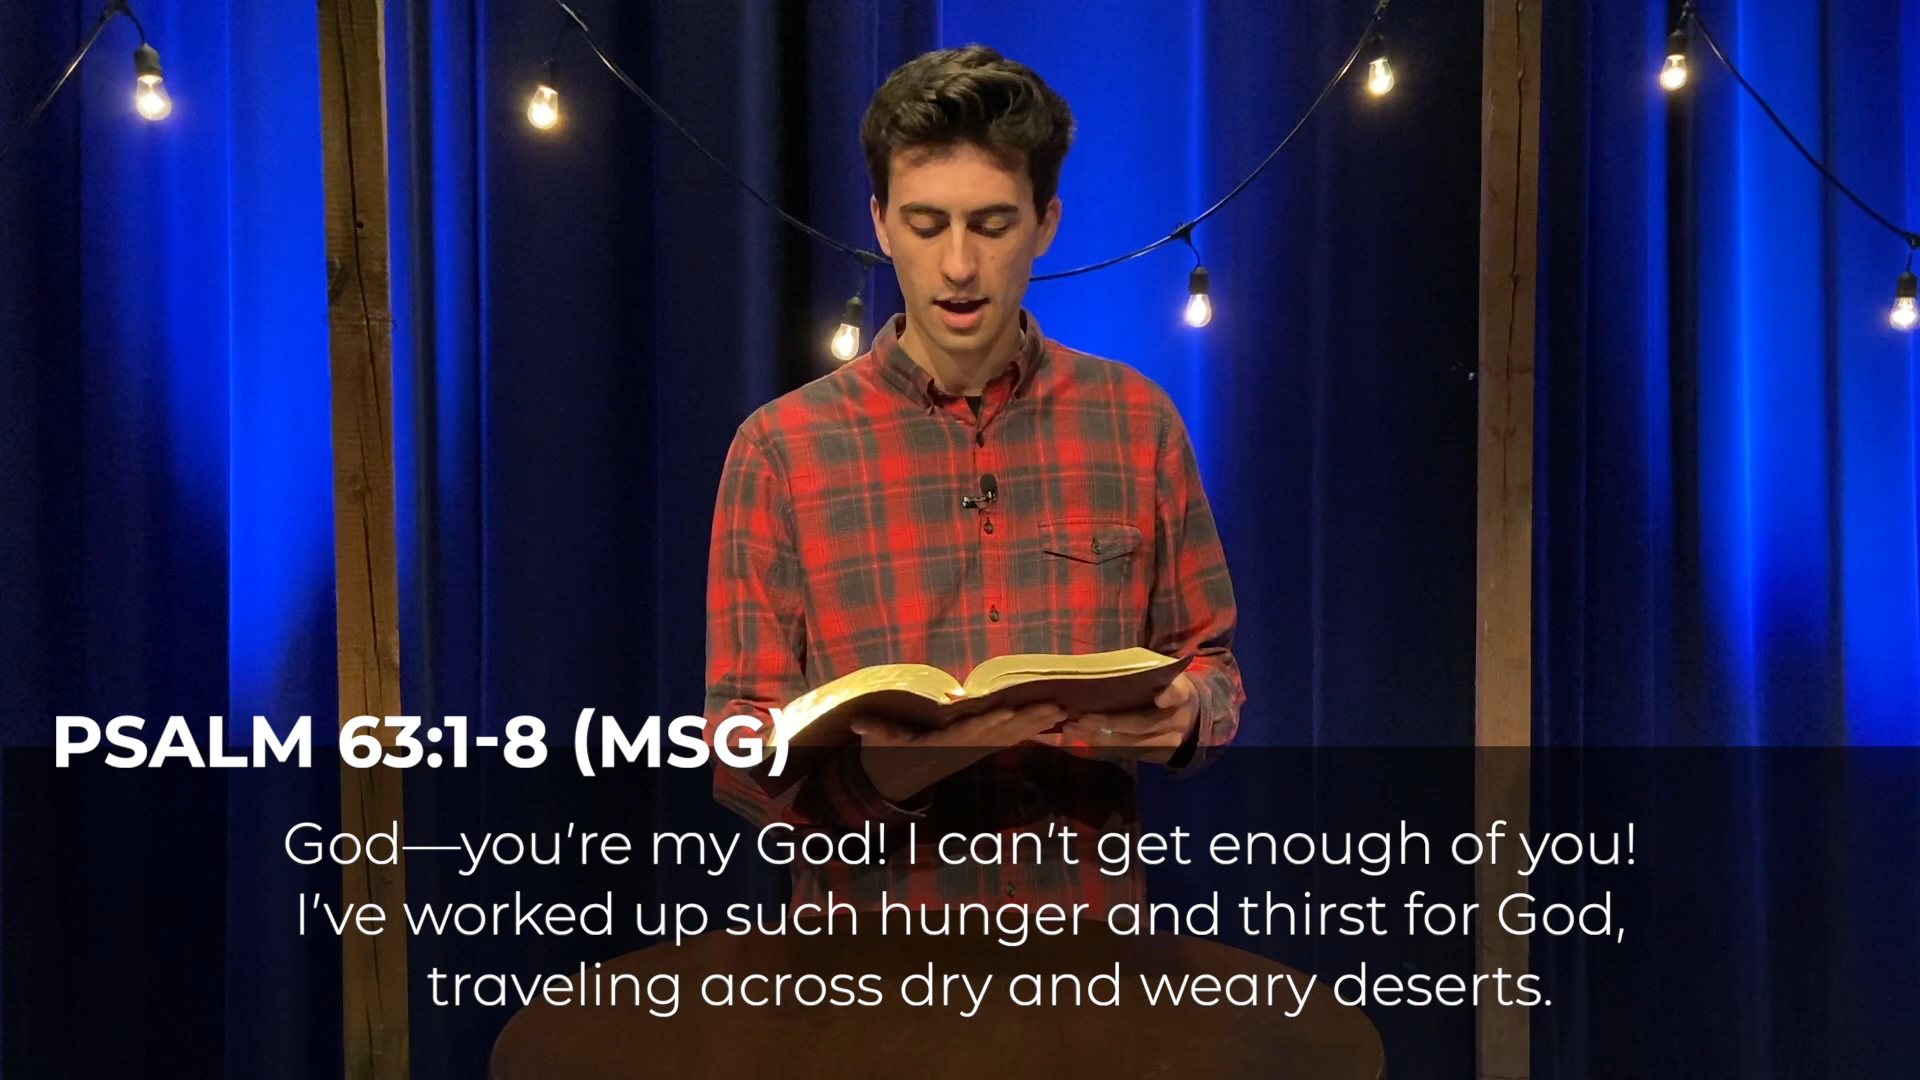 PSALM 63:1-8 (MSG)
God—you’re my God! I can’t get enough of you!
I’ve worked up such hunger and thirst for God,
traveling across dry and weary deserts.